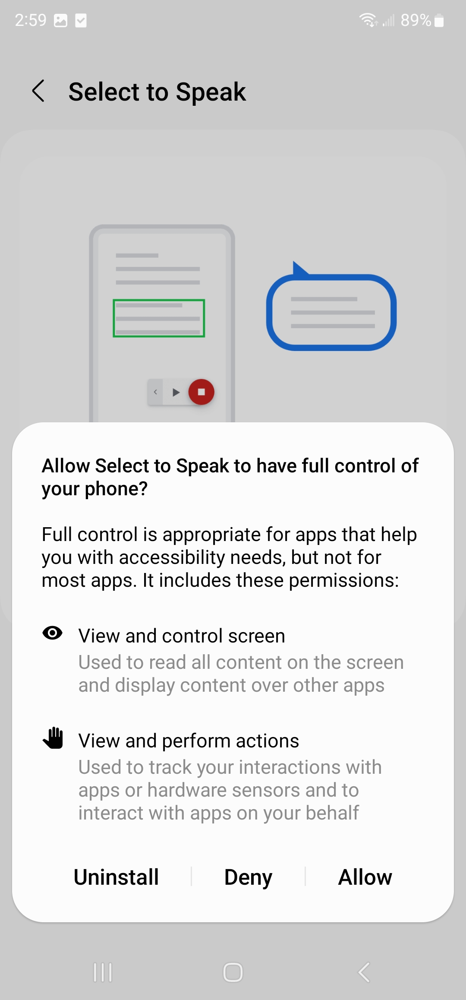 2:59
89%
Select to Speak
Allow Select to Speak to have full control of
your phone?
Full control is appropriate for apps that help
you with accessibility needs, but not for
most apps. It includes these permissions:
View and control screen
Used to read all content on the screen
and display content over other apps
View and perform actions
Used to track your interactions with
apps or hardware sensors and to
interact with apps on your behalf
Uninstall
Deny
Allow